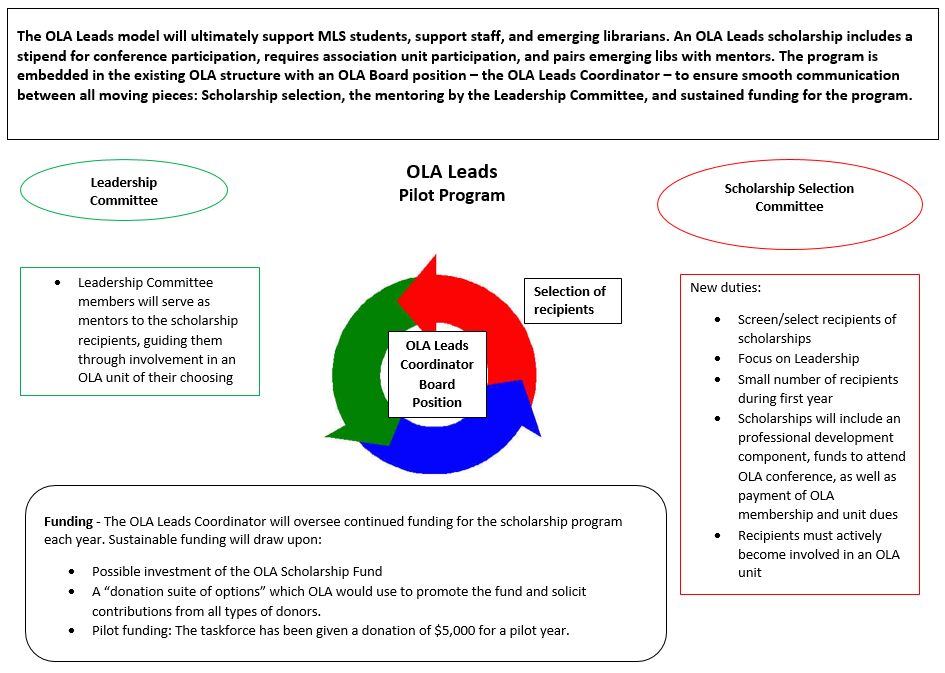 The OLA Leads model will ultimately support MLS students, support staff, and emerging librarians. An OLA Leads scholarship includes a
stipend for conference participation, requires association unit participation, and pairs emerging libs with mentors. The program is
embedded in the existing OLA structure with an OLA Board position – the OLA Leads Coordinator – to ensure smooth communication
between all moving pieces: Scholarship selection, the mentoring by the Leadership Committee, and sustained funding for the program.
OLA Leads
Pilot Program
Leadership
Committee
• Leadership Committee
members will serve as
mentors to the scholarship
recipients, guiding them
through involvement in an
OLA unit of their choosing
OLA Leads
Coordinator
Board
Position
Selection of
recipients
Scholarship Selection
Committee
New duties:
• Screen/select recipients of
scholarships
• Focus on Leadership
• Small number of recipients
during first year
• Scholarships will include an
professional development
component, funds to attend
OLA conference, as well as
payment of OLA
membership and unit dues
• Recipients must actively
become involved in an OLA
unit
Funding - The OLA Leads Coordinator will oversee continued funding for the scholarship program
each year. Sustainable funding will draw upon:
• Possible investment of the OLA Scholarship Fund
• A “donation suite of options” which OLA would use to promote the fund and solicit
contributions from all types of donors.
• Pilot funding: The taskforce has been given a donation of $5,000 for a pilot year.